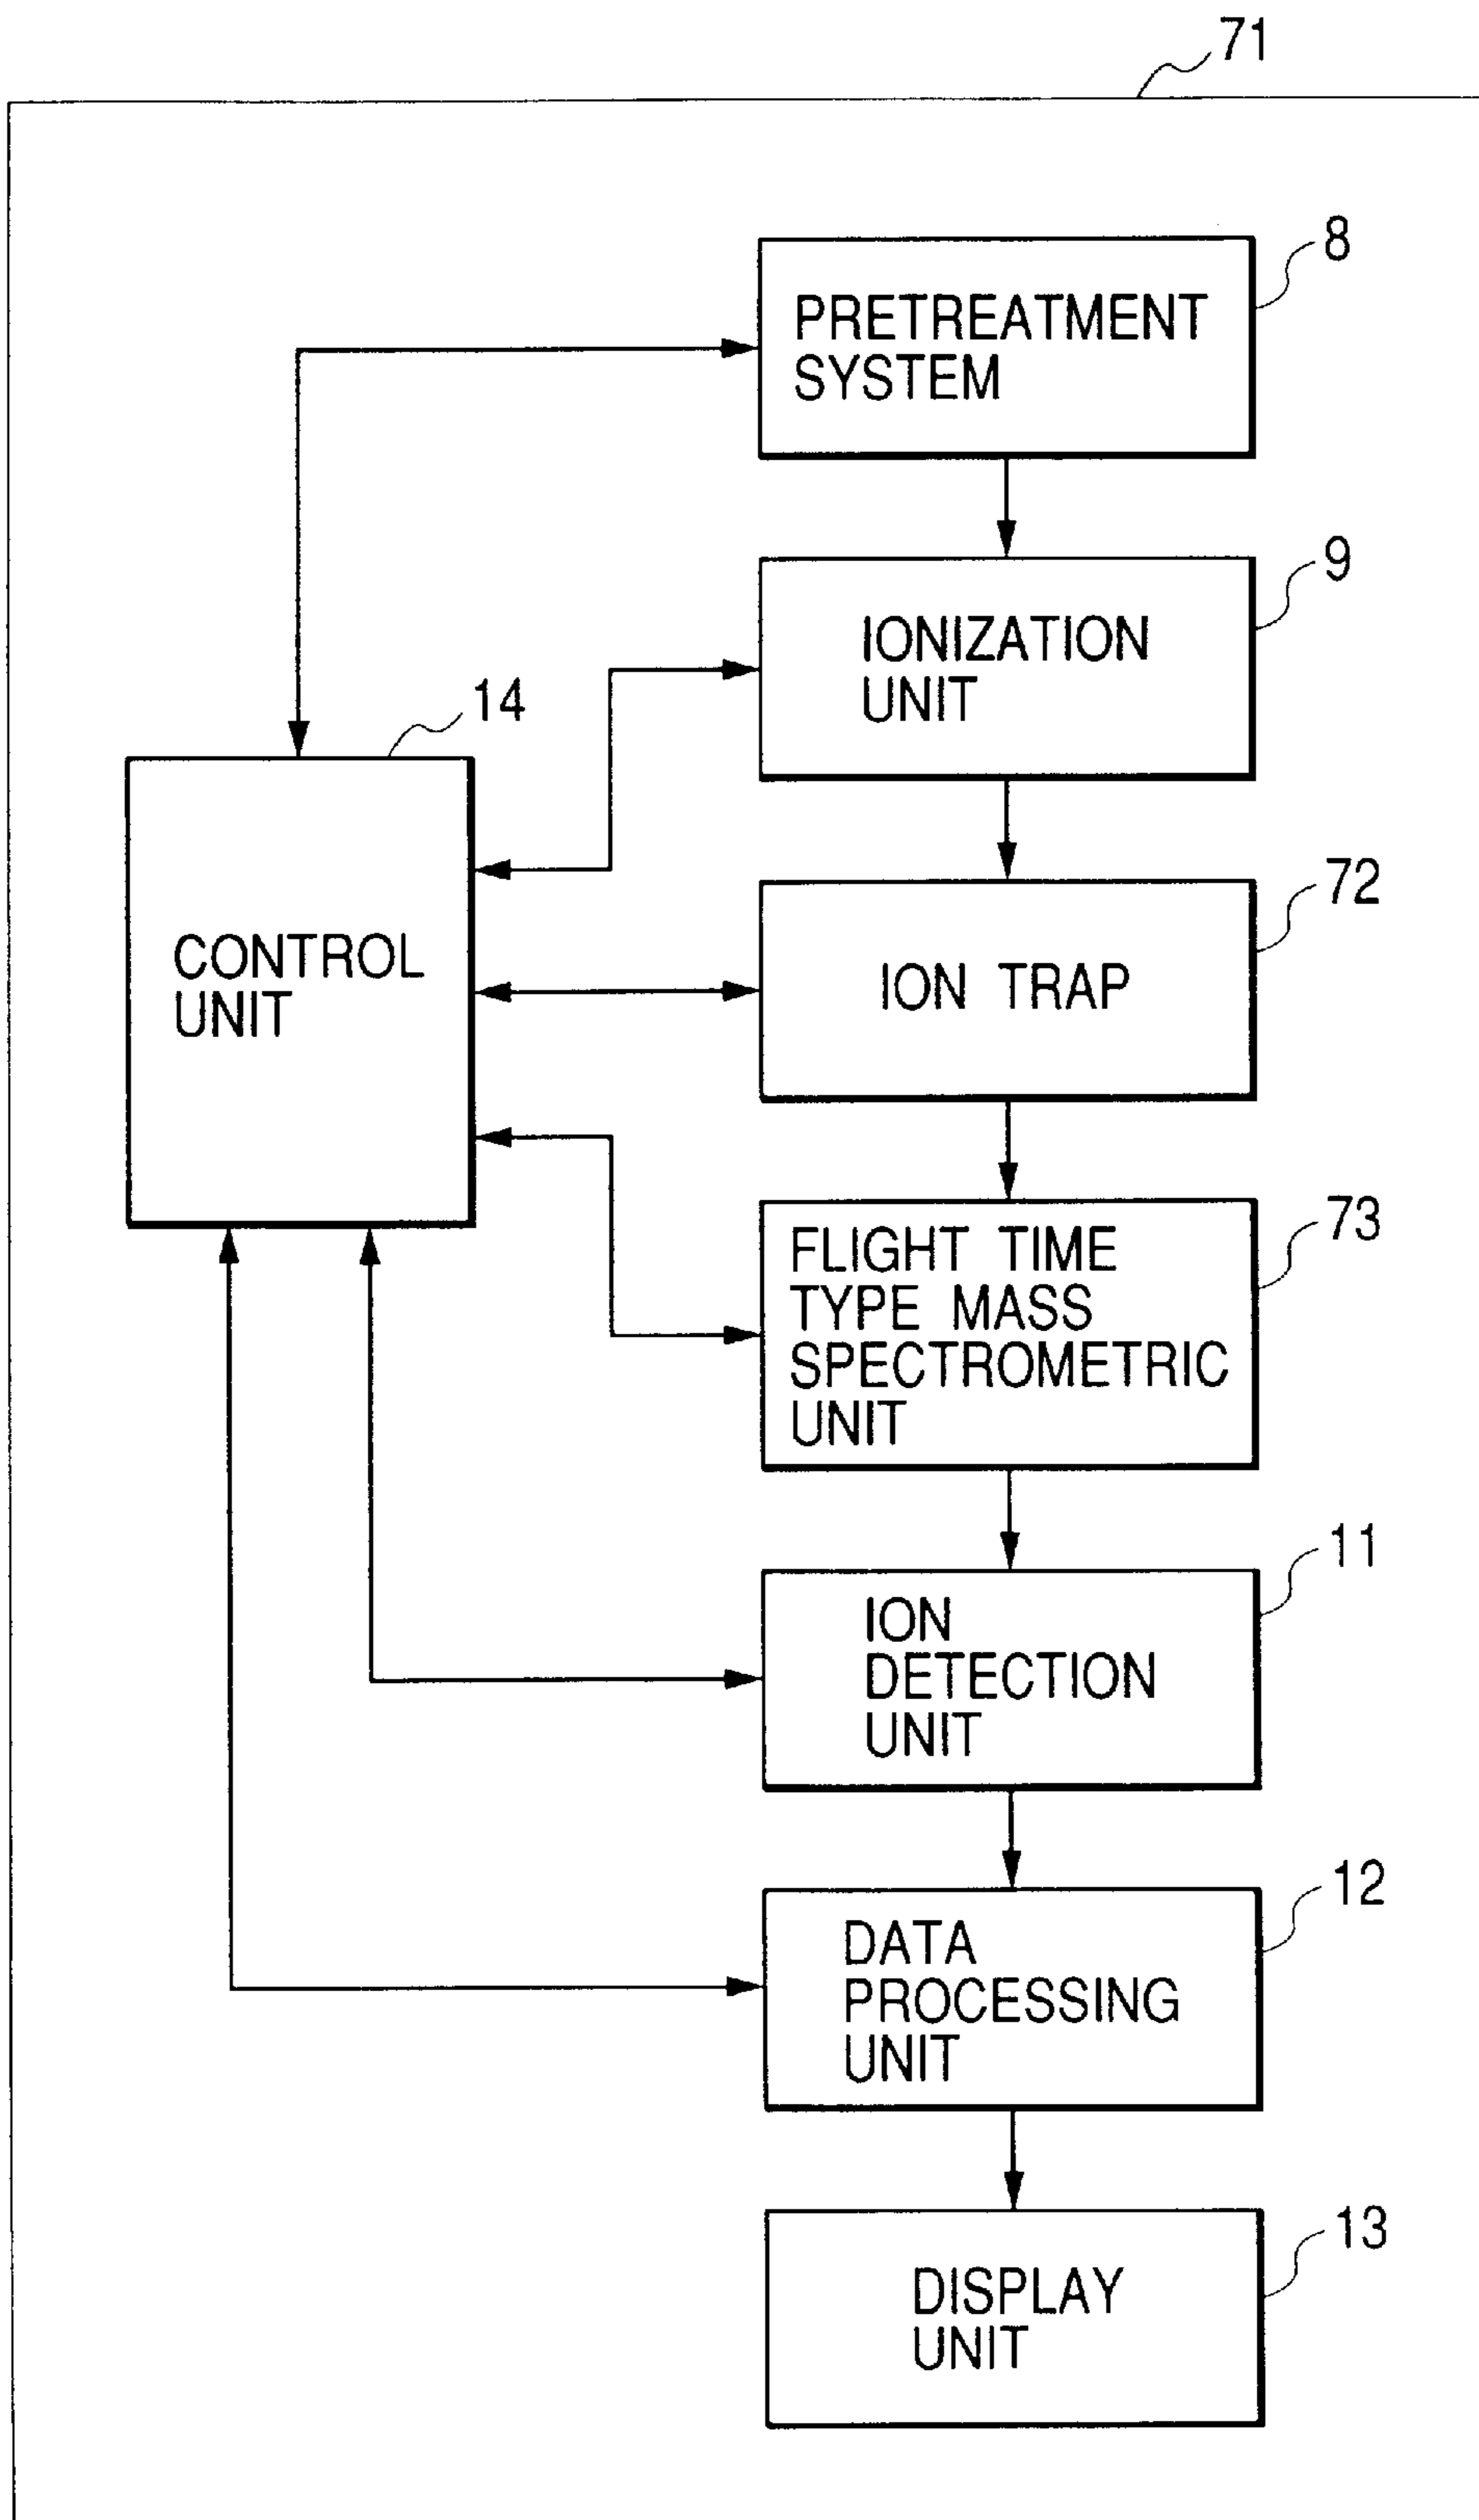 71
8
PRETREATMENT
SYSTEM
9
IONIZATION
UNIT
14
CONTROL
UNIT
72
ION TRAP
73
FLIGHT TIME
TYPE MASS
SPECTROMETRIC
UNIT
11
ION
DETECTION
UNIT
12
DATA
PROCESSING
UNIT
13
DISPLAY
UNIT